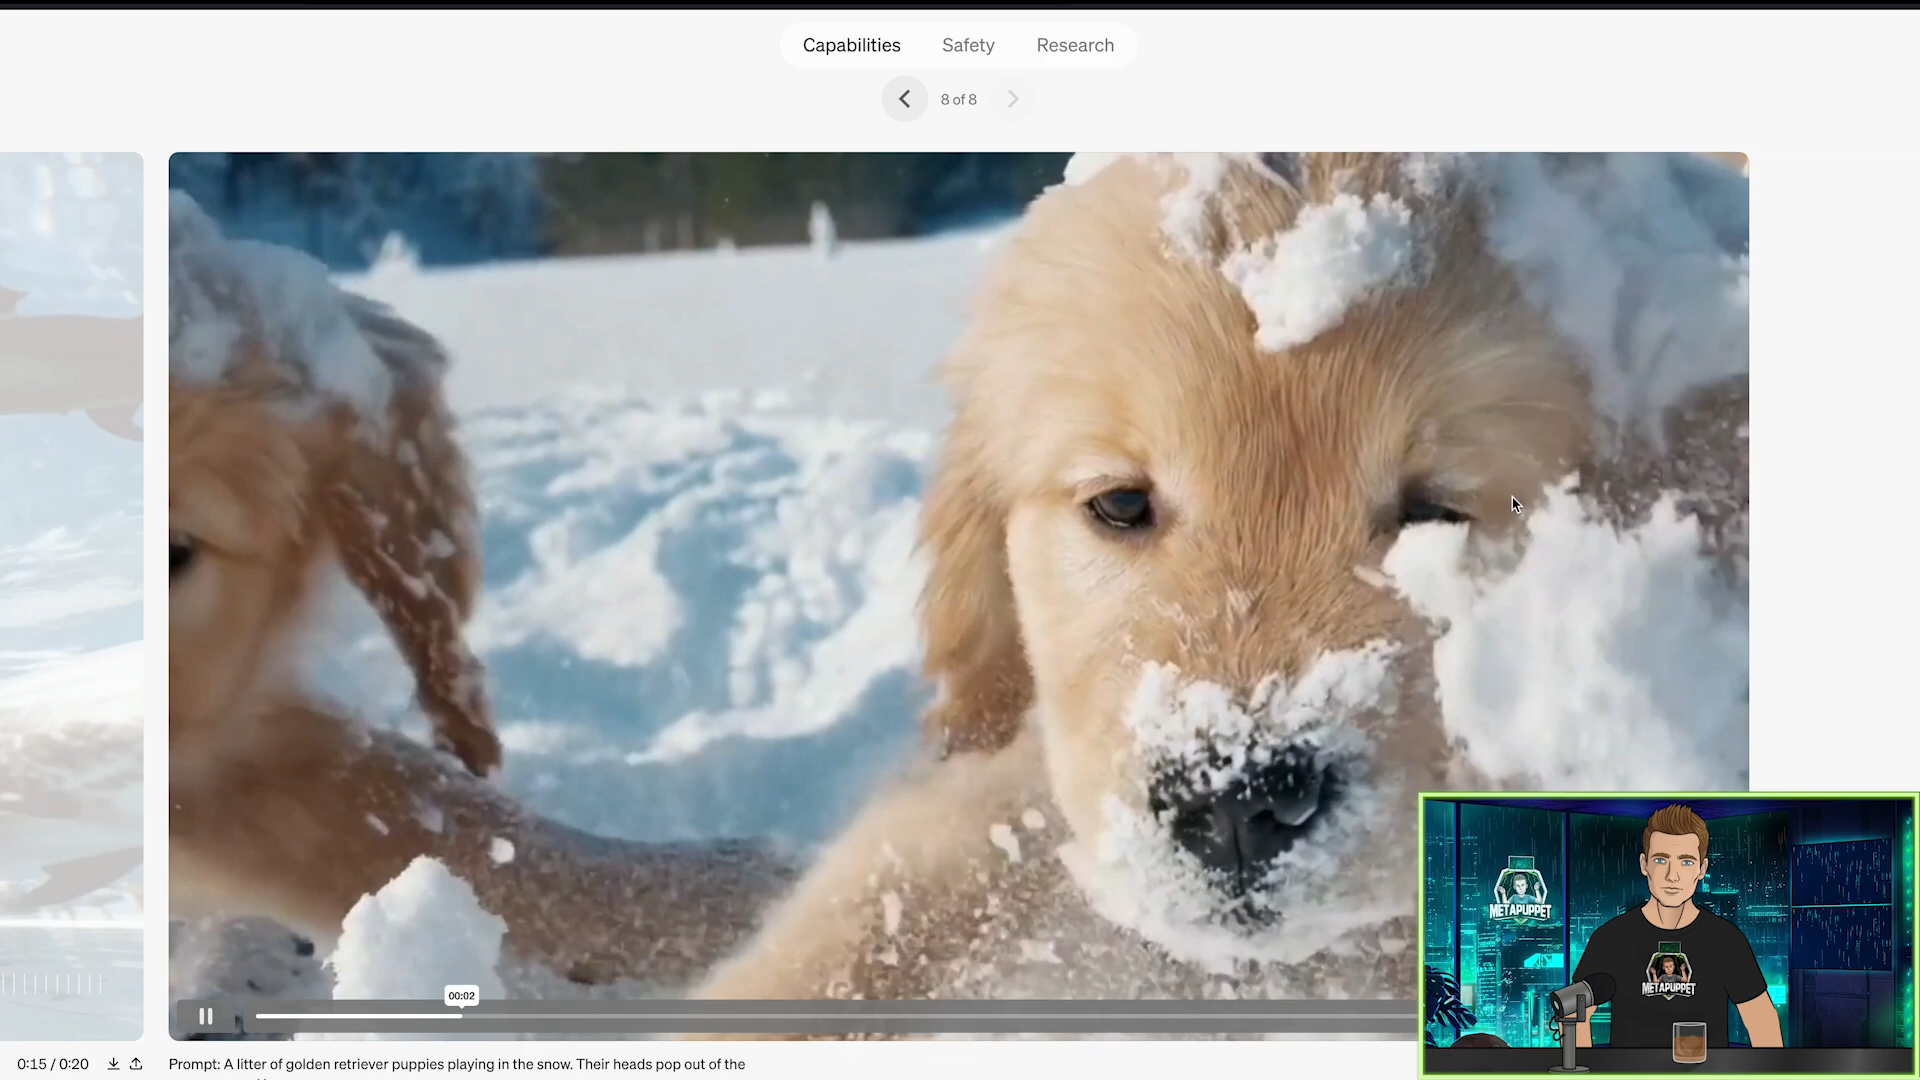 Capabilities Safety Research
8 of 8
00:02
0:15 / 0:20
Prompt: A litter of golden retriever puppies playing in the snow. Their heads pop out of the
METAPUPPET
METAPUPPET